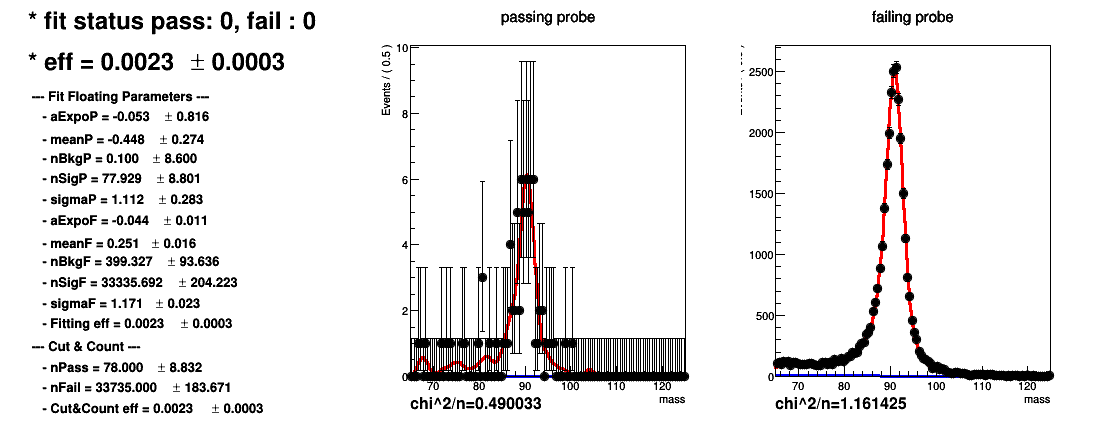 * fit status pass: 0, fail : 0
* eff = 0.0023 ± 0.0003
--- Fit Floating Parameters ---
- aExpoP = -0.053 ± 0.816
- meanP = -0.448 ± 0.274
- nBkgP = 0.100 ± 8.600
- nSigP = 77.929 ± 8.801
- sigmaP = 1.112 ± 0.283
- aExpoF = -0.044 ± 0.011
- meanF = 0.251 ± 0.016
- nBkgF = 399.327 ± 93.636
- nSigF = 33335.692 ± 204.223
- sigmaF = 1.171 ± 0.023
- Fitting eff = 0.0023 ± 0.0003
--- Cut & Count ---
- nPass = 78.000 ± 8.832
- nFail = 33735.000 ± 183.671
- Cut&Count eff = 0.0023 ± 0.0003
passing probe
Events / ( 0.5 )
10
8
6
4
2
0
70 80 90 100 110 120
mass
chi^2/n=0.490033
failing probe
2500
2000
1500
1000
500
0
70 80 90 100 110 120
mass
chi^2/n=1.161425